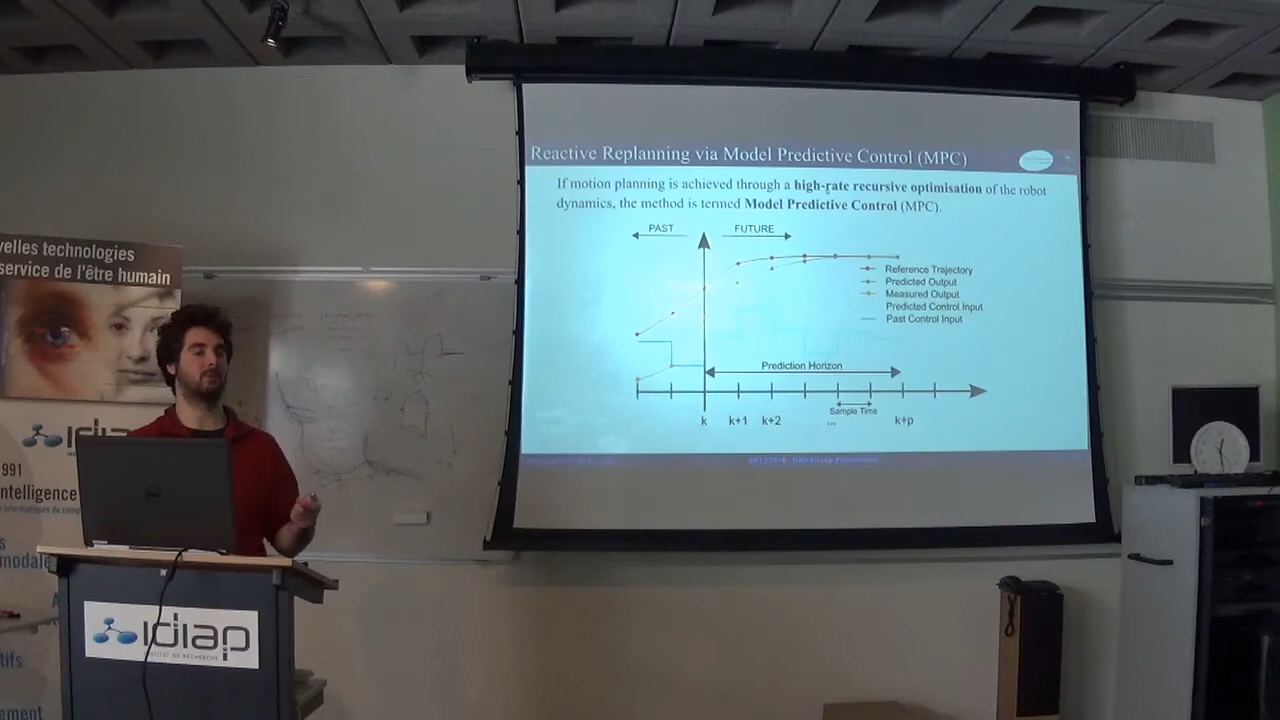 Reactive Replanning via Model Predictive Control (MPC)
If motion planning is achieved through a high-rate recursive optimisation of the robot
dynamics, the method is termed Model Predictive Control (MPC).
PAST
FUTURE
Reference Trajectory
Predicted Output
Measured Output
Predicted Control Input
Past Control Input
Prediction Horizon
Sample Time
k
k+1
k+2
...
k+p
velles technologies
service de l'être humain
idiap
991
ntelligence
s
modale
tifs
ement
idiap
INSTITUT DE RECHERCHE